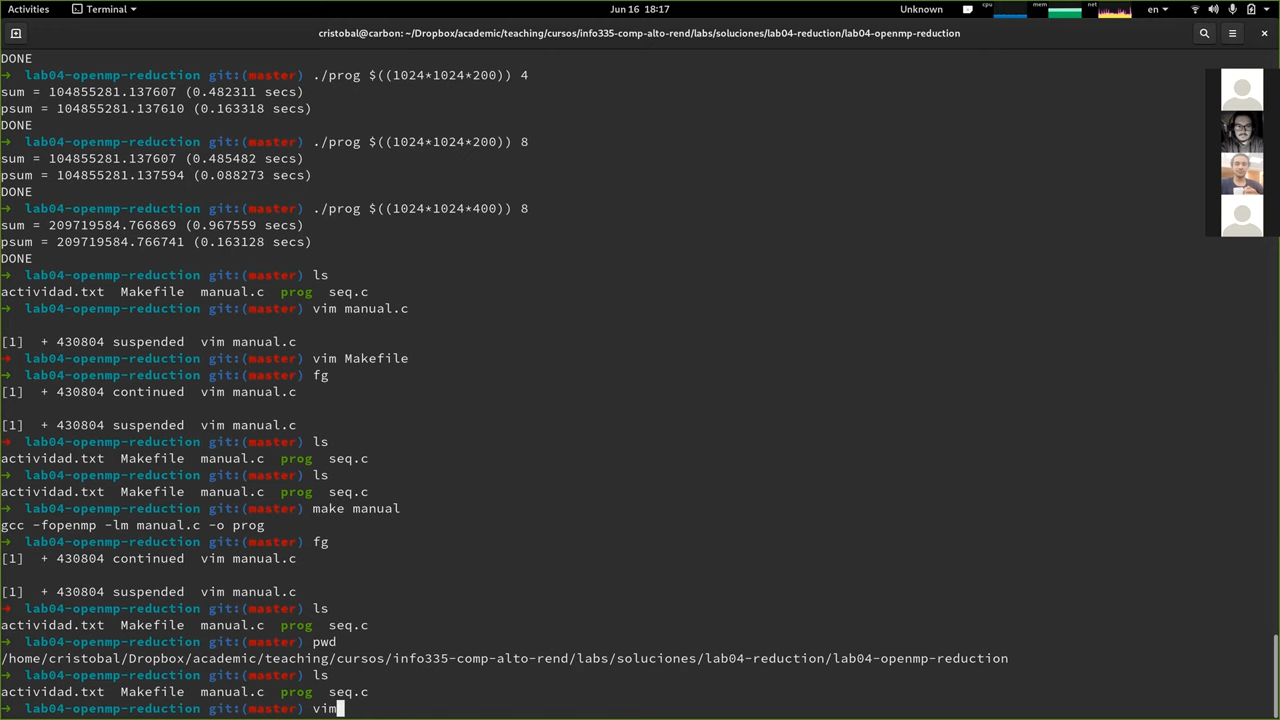 Activities Terminal Jun 16 18:17 Unknown cpu mem net en
cristobal@carbon: ~/Dropbox/academic/teaching/cursos/info335-comp-alto-rend/labs/soluciones/lab04-reduction/lab04-openmp-reduction
DONE
→ lab04-openmp-reduction git:(master) ./prog $((1024*1024*200)) 4
sum = 104855281.137607 (0.482311 secs)
psum = 104855281.137610 (0.163318 secs)
DONE
→ lab04-openmp-reduction git:(master) ./prog $((1024*1024*200)) 8
sum = 104855281.137607 (0.485482 secs)
psum = 104855281.137594 (0.088273 secs)
DONE
→ lab04-openmp-reduction git:(master) ./prog $((1024*1024*400)) 8
sum = 209719584.766869 (0.967559 secs)
psum = 209719584.766741 (0.163128 secs)
DONE
→ lab04-openmp-reduction git:(master) ls
actividad.txt Makefile manual.c prog seq.c
→ lab04-openmp-reduction git:(master) vim manual.c
[1] + 430804 suspended vim manual.c
→ lab04-openmp-reduction git:(master) vim Makefile
→ lab04-openmp-reduction git:(master) fg
[1] + 430804 continued vim manual.c
[1] + 430804 suspended vim manual.c
→ lab04-openmp-reduction git:(master) ls
actividad.txt Makefile manual.c prog seq.c
→ lab04-openmp-reduction git:(master) ls
actividad.txt Makefile manual.c prog seq.c
→ lab04-openmp-reduction git:(master) make manual
gcc -fopenmp -lm manual.c -o prog
→ lab04-openmp-reduction git:(master) fg
[1] + 430804 continued vim manual.c
[1] + 430804 suspended vim manual.c
→ lab04-openmp-reduction git:(master) ls
actividad.txt Makefile manual.c prog seq.c
→ lab04-openmp-reduction git:(master) pwd
/home/cristobal/Dropbox/academic/teaching/cursos/info335-comp-alto-rend/labs/soluciones/lab04-reduction/lab04-openmp-reduction
→ lab04-openmp-reduction git:(master) ls
actividad.txt Makefile manual.c prog seq.c
→ lab04-openmp-reduction git:(master) vim